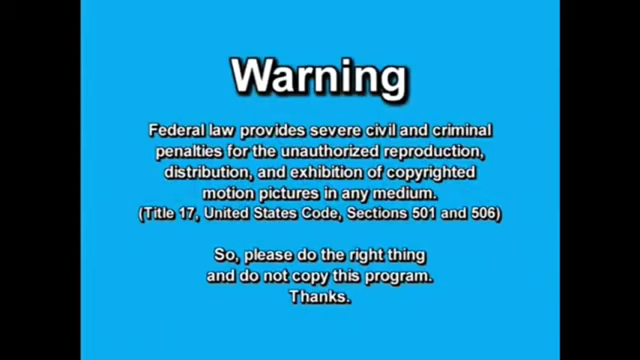 Warning
Federal law provides severe civil and criminal
penalties for the unauthorized reproduction,
distribution, and exhibition of copyrighted
motion pictures in any medium.
(Title 17, United States Code, Sections 501 and 506)
So, please do the right thing
and do not copy this program.
Thanks.